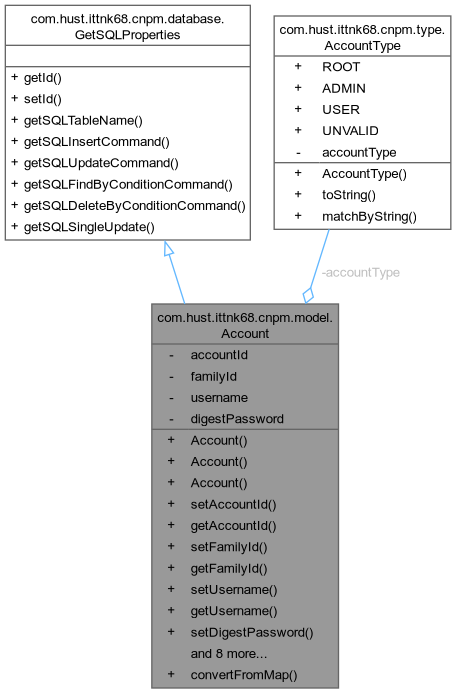 com.hust.ittnk68.cnpm.database.
GetSQLProperties
+ getId()
+ setId()
+ getSQLTableName()
+ getSQLInsertCommand()
+ getSQLUpdateCommand()
+ getSQLFindByConditionCommand()
+ getSQLDeleteByConditionCommand()
+ getSQLSingleUpdate()
com.hust.ittnk68.cnpm.type.
AccountType
+ ROOT
+ ADMIN
+ USER
+ UNVALID
- accountType
+ AccountType()
+ toString()
+ matchByString()
-accountType
com.hust.ittnk68.cnpm.model.
Account
- accountId
- familyId
- username
- digestPassword
+ Account()
+ Account()
+ Account()
+ setAccountId()
+ getAccountId()
+ setFamilyId()
+ getFamilyId()
+ setUsername()
+ getUsername()
+ setDigestPassword()
and 8 more...
+ convertFromMap()